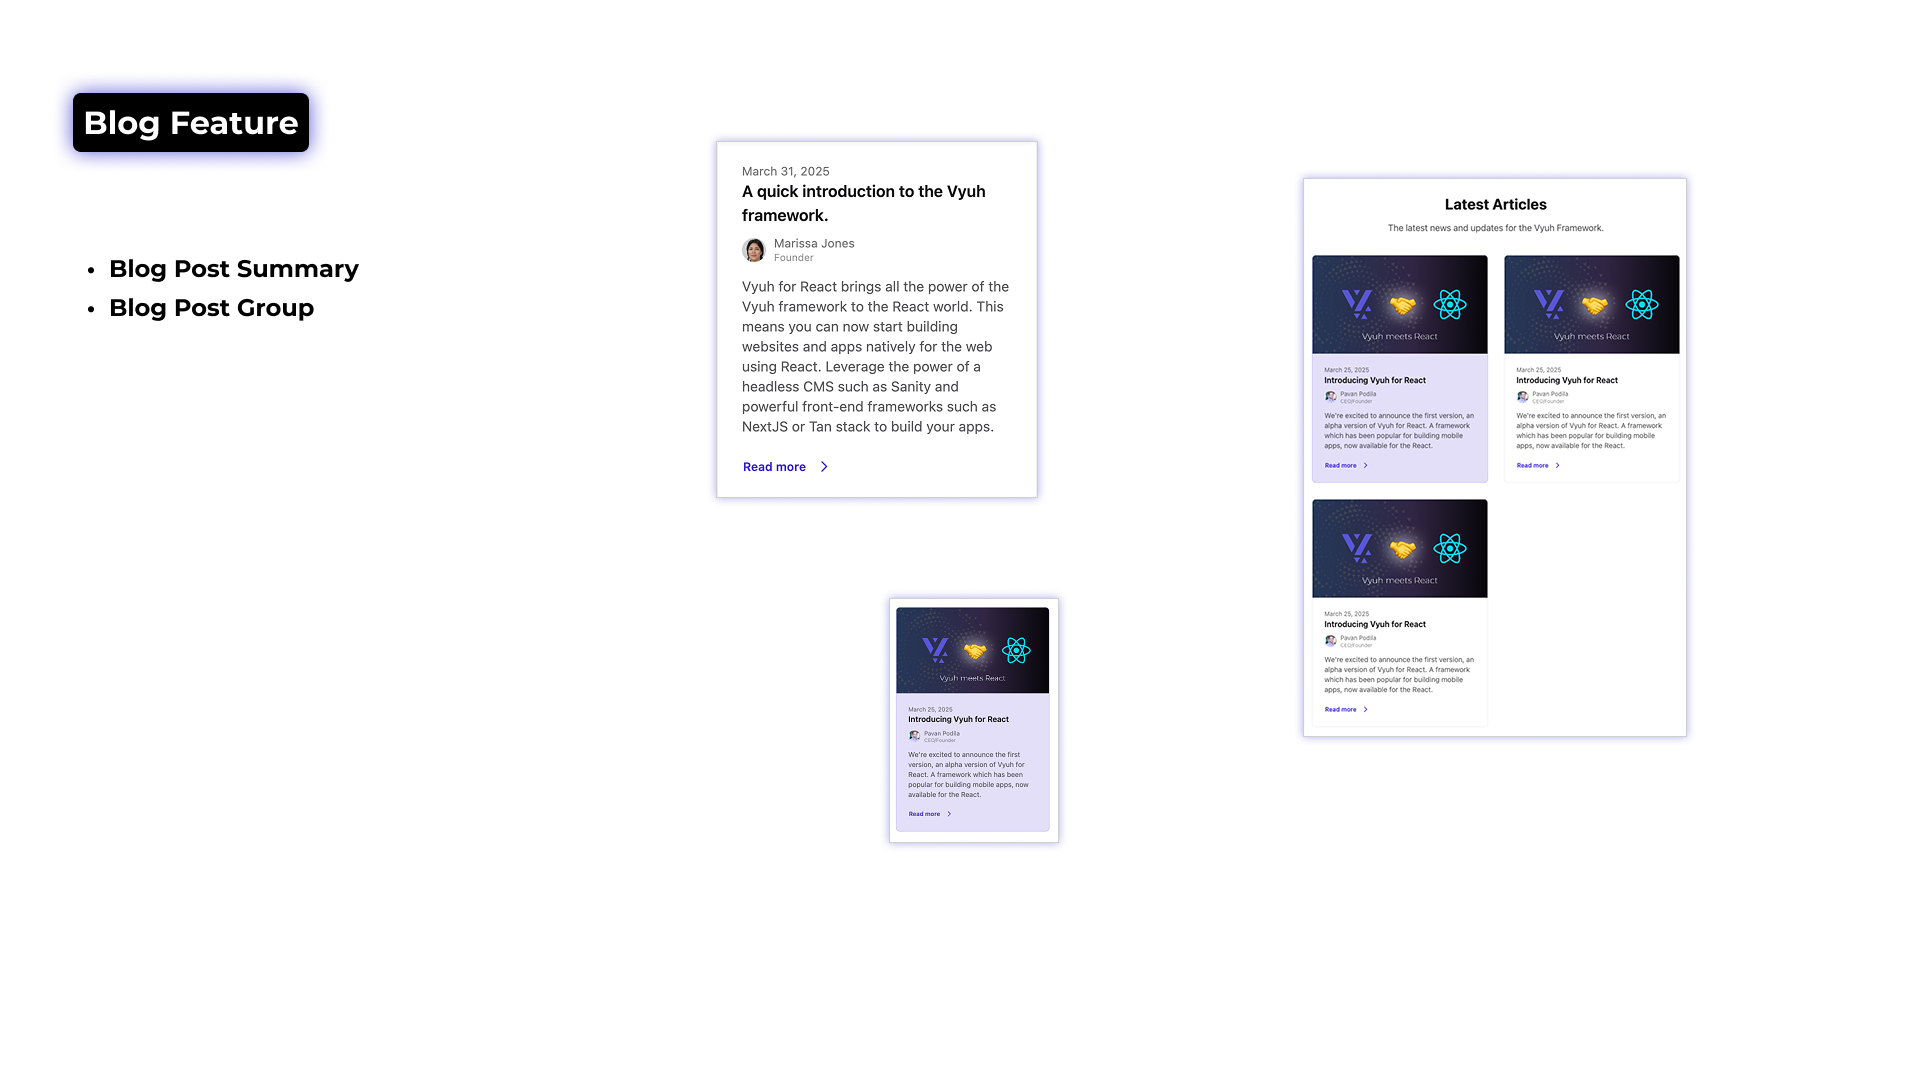 Blog Feature
• Blog Post Summary
• Blog Post Group
March 31, 2025
A quick introduction to the Vyuh
framework.
Marissa Jones
Founder
Vyuh for React brings all the power of the
Vyuh framework to the React world. This
means you can now start building
websites and apps natively for the web
using React. Leverage the power of a
headless CMS such as Sanity and
powerful front-end frameworks such as
NextJS or Tan stack to build your apps.
Read more
Vyuh meets React
March 25, 2025
Introducing Vyuh for React
Pavan Podila
CEO/Founder
We're excited to announce the first
version, an alpha version of Vyuh for
React. A framework which has been
popular for building mobile apps, now
available for the React.
Read more
Latest Articles
The latest news and updates for the Vyuh Framework.
Vyuh meets React
March 25, 2025
Introducing Vyuh for React
Pavan Podila
CEO/Founder
We're excited to announce the first version, an
alpha version of Vyuh for React. A framework
which has been popular for building mobile
apps, now available for the React.
Read more
Vyuh meets React
March 25, 2025
Introducing Vyuh for React
Pavan Podila
CEO/Founder
We're excited to announce the first version, an
alpha version of Vyuh for React. A framework
which has been popular for building mobile
apps, now available for the React.
Read more
Vyuh meets React
March 25, 2025
Introducing Vyuh for React
Pavan Podila
CEO/Founder
We're excited to announce the first version, an
alpha version of Vyuh for React. A framework
which has been popular for building mobile
apps, now available for the React.
Read more